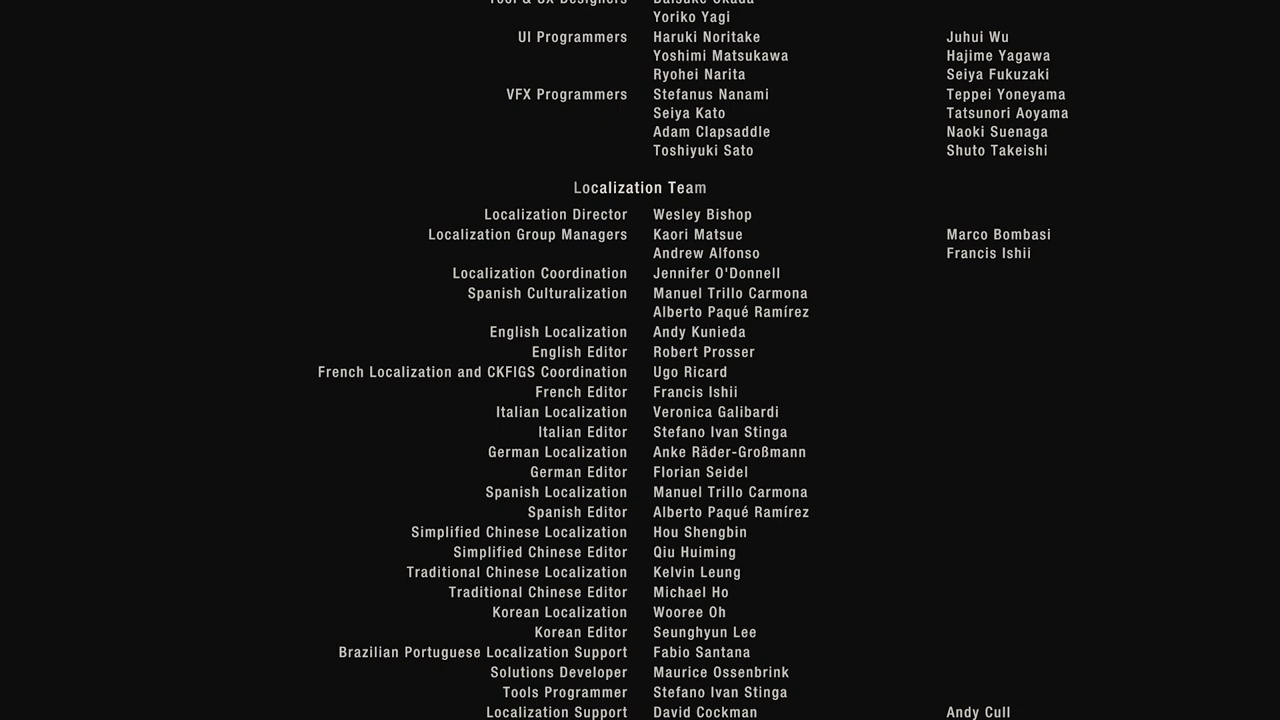 Tool & UX Designers Daisuke Okada
Yoriko Yagi
UI Programmers Haruki Noritake Juhui Wu
Yoshimi Matsukawa Hajime Yagawa
Ryohei Narita Seiya Fukuzaki
VFX Programmers Stefanus Nanami Teppei Yoneyama
Seiya Kato Tatsunori Aoyama
Adam Clapsaddle Naoki Suenaga
Toshiyuki Sato Shuto Takeishi
Localization Team
Localization Director Wesley Bishop
Localization Group Managers Kaori Matsue Marco Bombasi
Andrew Alfonso Francis Ishii
Localization Coordination Jennifer O'Donnell
Spanish Culturalization Manuel Trillo Carmona
Alberto Paqué Ramírez
English Localization Andy Kunieda
English Editor Robert Prosser
French Localization and CKFIGS Coordination Ugo Ricard
French Editor Francis Ishii
Italian Localization Veronica Galibardi
Italian Editor Stefano Ivan Stinga
German Localization Anke Räder-Großmann
German Editor Florian Seidel
Spanish Localization Manuel Trillo Carmona
Spanish Editor Alberto Paqué Ramírez
Simplified Chinese Localization Hou Shengbin
Simplified Chinese Editor Qiu Huiming
Traditional Chinese Localization Kelvin Leung
Traditional Chinese Editor Michael Ho
Korean Localization Wooree Oh
Korean Editor Seunghyun Lee
Brazilian Portuguese Localization Support Fabio Santana
Solutions Developer Maurice Ossenbrink
Tools Programmer Stefano Ivan Stinga
Localization Support David Cockman Andy Cull